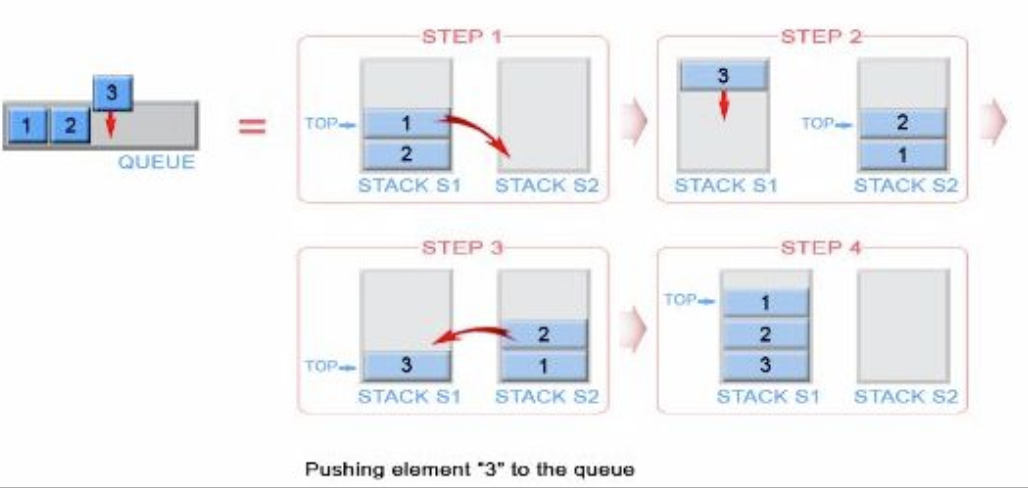 STEP 1
STEP 2
3
1 2
QUEUE
=
TOP
1
2
STACK S1
STACK S2
3
STACK S1
TOP
2
1
STACK S2
STEP 3
STEP 4
TOP
3
STACK S1
2
1
STACK S2
TOP
1
2
3
STACK S1
STACK S2
Pushing element "3" to the queue